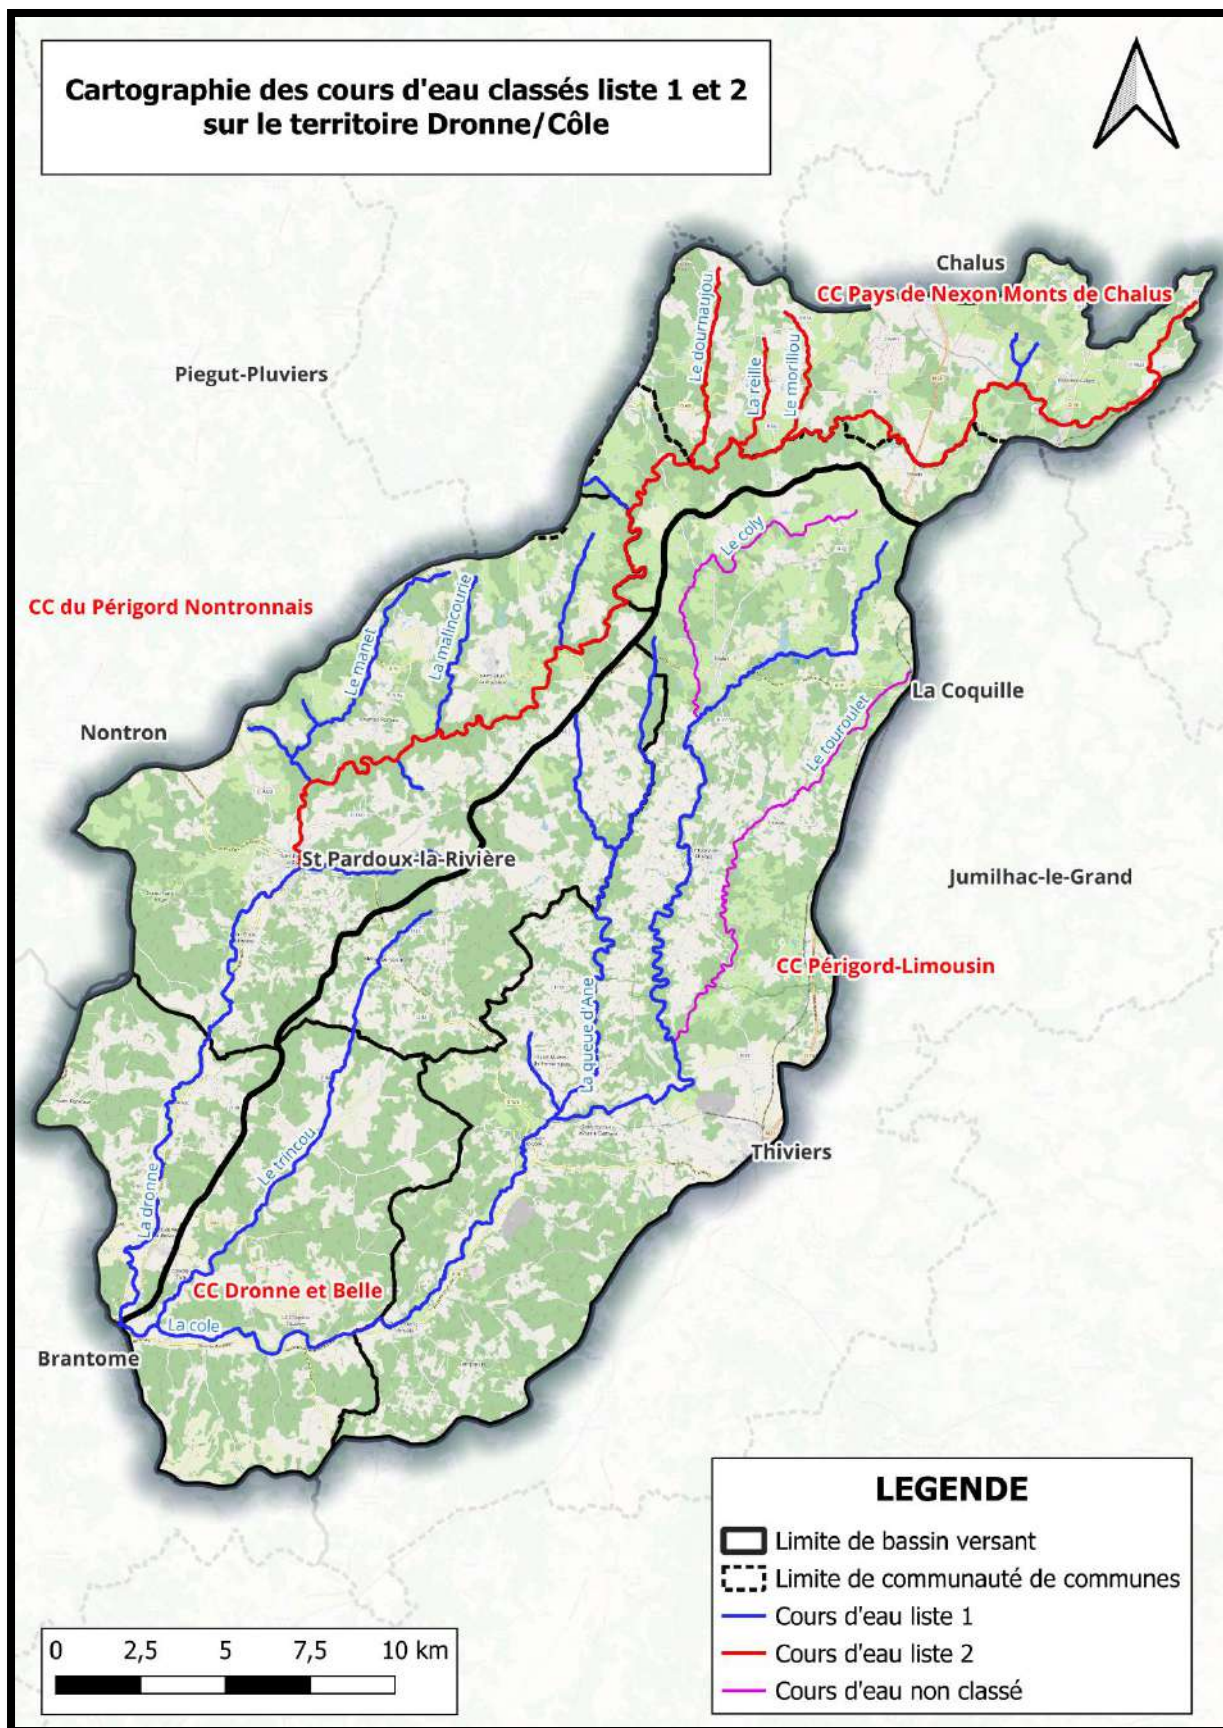 Cartographie des cours d'eau classés liste 1 et 2
sur le territoire Dronne/Côle
Chalus
CC Pays de Nexon Monts de Chalus
Le dournaujou
La reille
Le morillou
Piegut-Pluviers
Le coly
CC du Périgord Nontronnais
Le manet
La malincourie
La Coquille
Le touroulet
Nontron
St Pardoux-la-Rivière
Jumilhac-le-Grand
CC Périgord-Limousin
La queue d'Ane
Thiviers
Le trincou
La dronne
CC Dronne et Belle
La cole
Brantome
LEGENDE
Limite de bassin versant
Limite de communauté de communes
Cours d'eau liste 1
Cours d'eau liste 2
Cours d'eau non classé
0 2,5 5 7,5 10 km